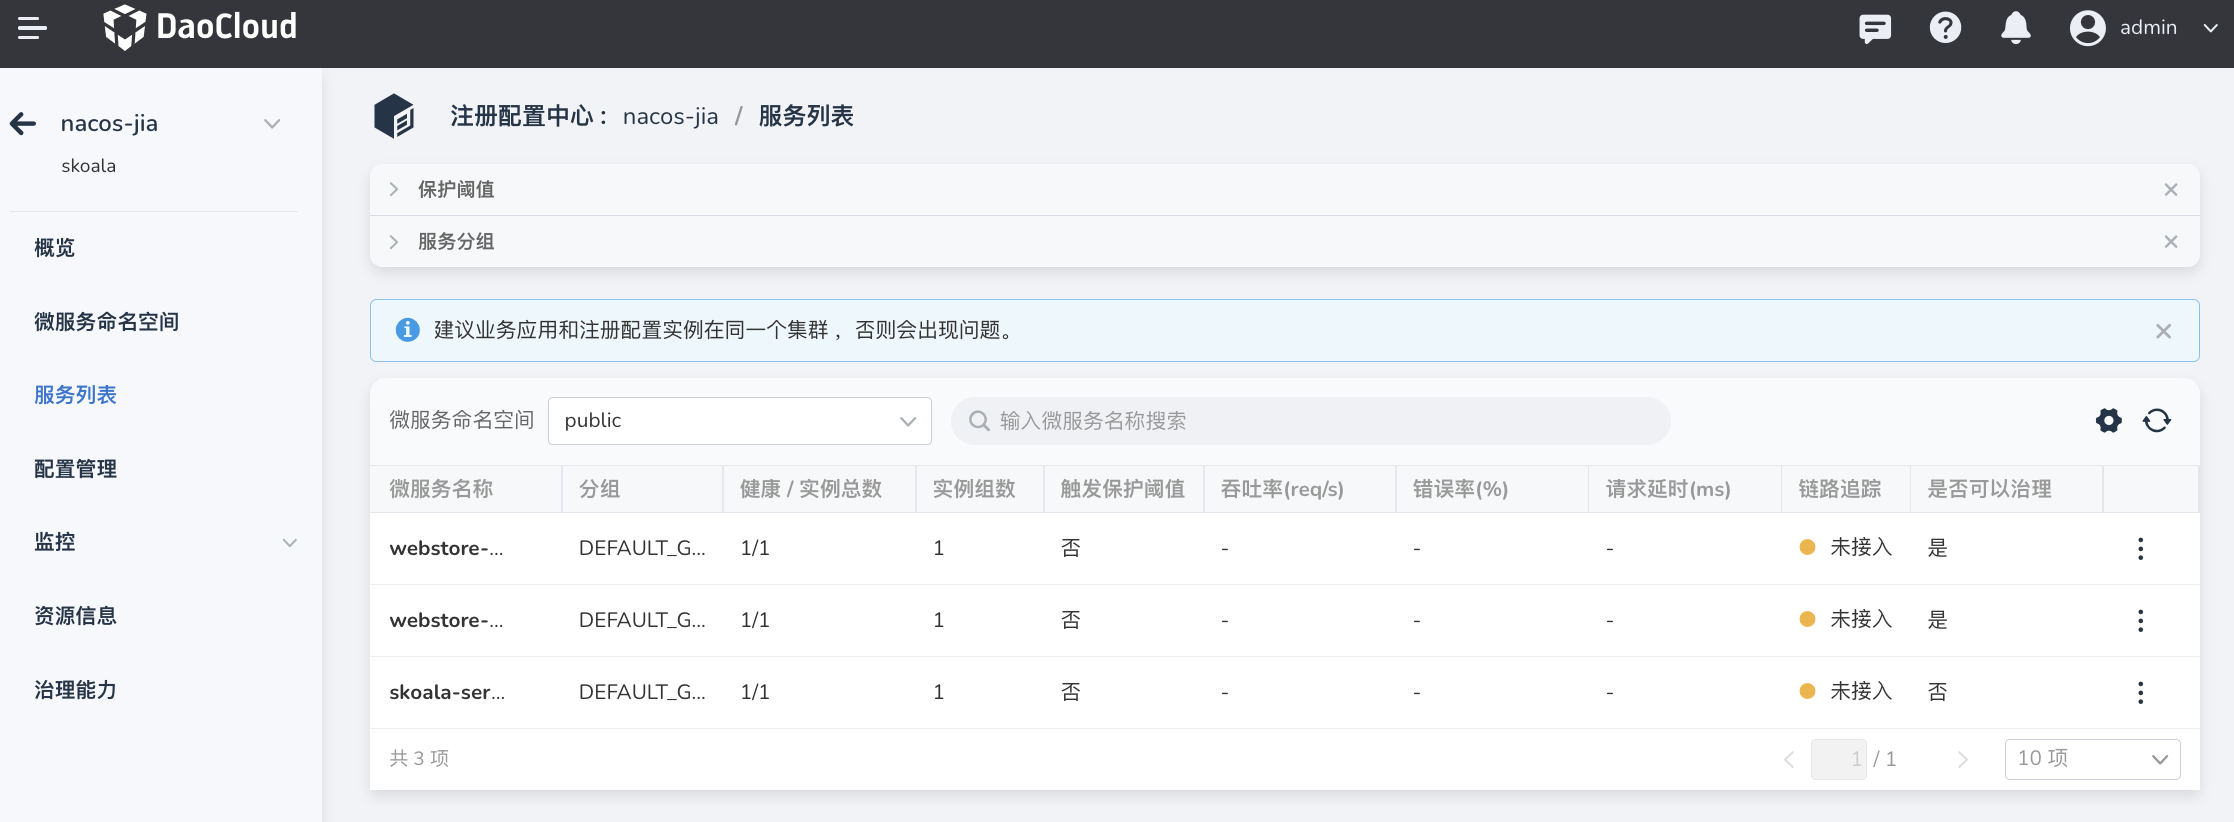 DaoCloud
admin
nacos-jia
skoala
概览
微服务命名空间
服务列表
配置管理
监控
资源信息
治理能力
注册配置中心： nacos-jia / 服务列表
保护阈值
服务分组
建议业务应用和注册配置实例在同一个集群，否则会出现问题。
微服务命名空间 public 输入微服务名称搜索
微服务名称 分组 健康 / 实例总数 实例组数 触发保护阈值 吞吐率(req/s) 错误率(%) 请求延时(ms) 链路追踪 是否可以治理
webstore-... DEFAULT_G... 1/1 1 否 - - - 未接入 是
webstore-... DEFAULT_G... 1/1 1 否 - - - 未接入 是
skoala-ser... DEFAULT_G... 1/1 1 否 - - - 未接入 否
共 3 项 1 / 1 10 项